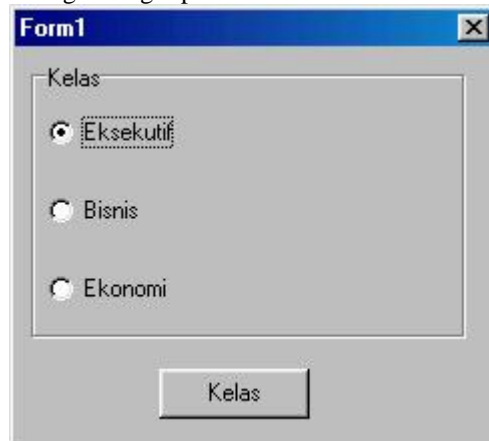 Form1
Kelas
Eksekutif
Bisnis
Ekonomi
Kelas